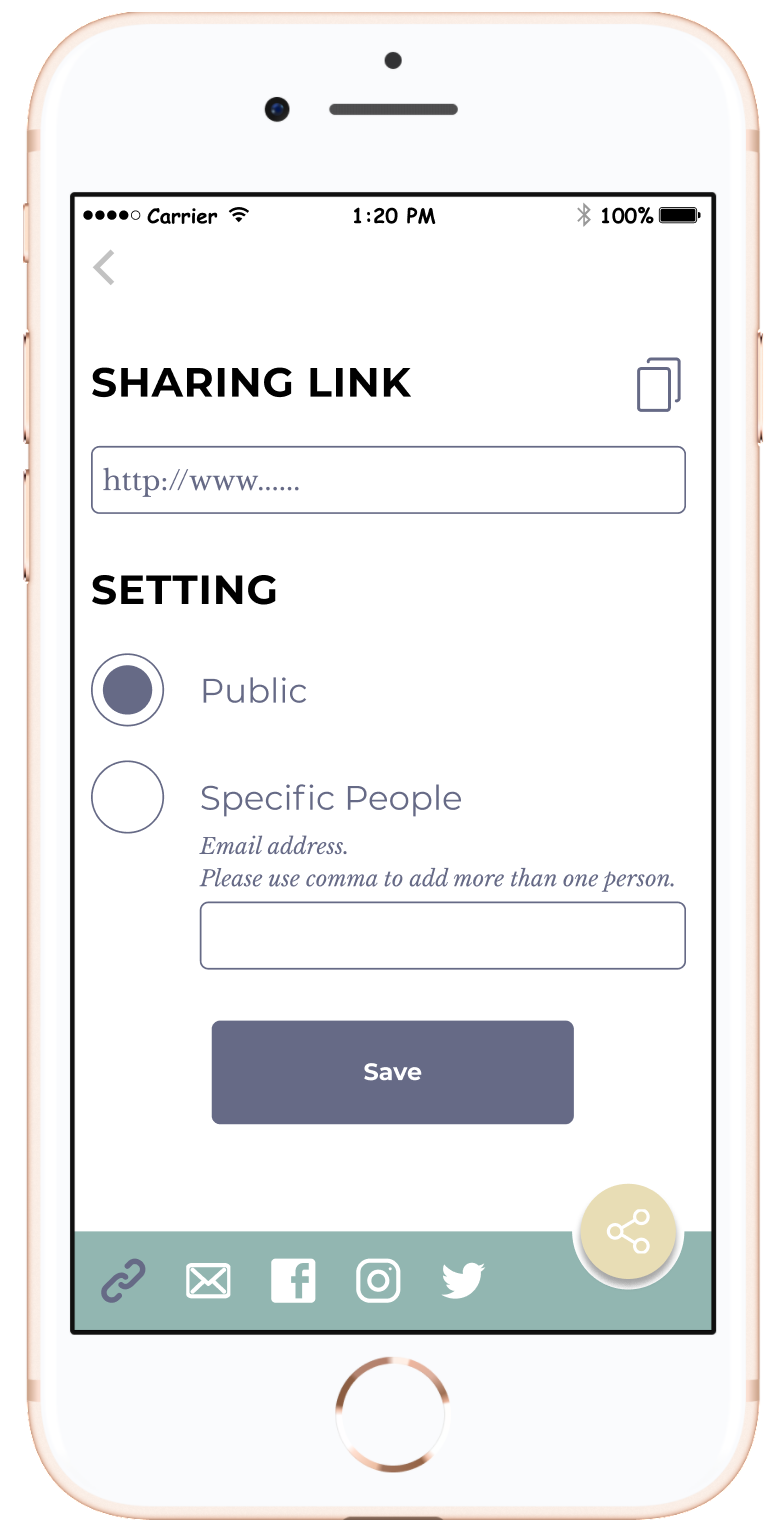 Carrier 1:20 PM 100%
SHARING LINK
http://www......
SETTING
Public
Specific People
Email address.
Please use comma to add more than one person.
Save